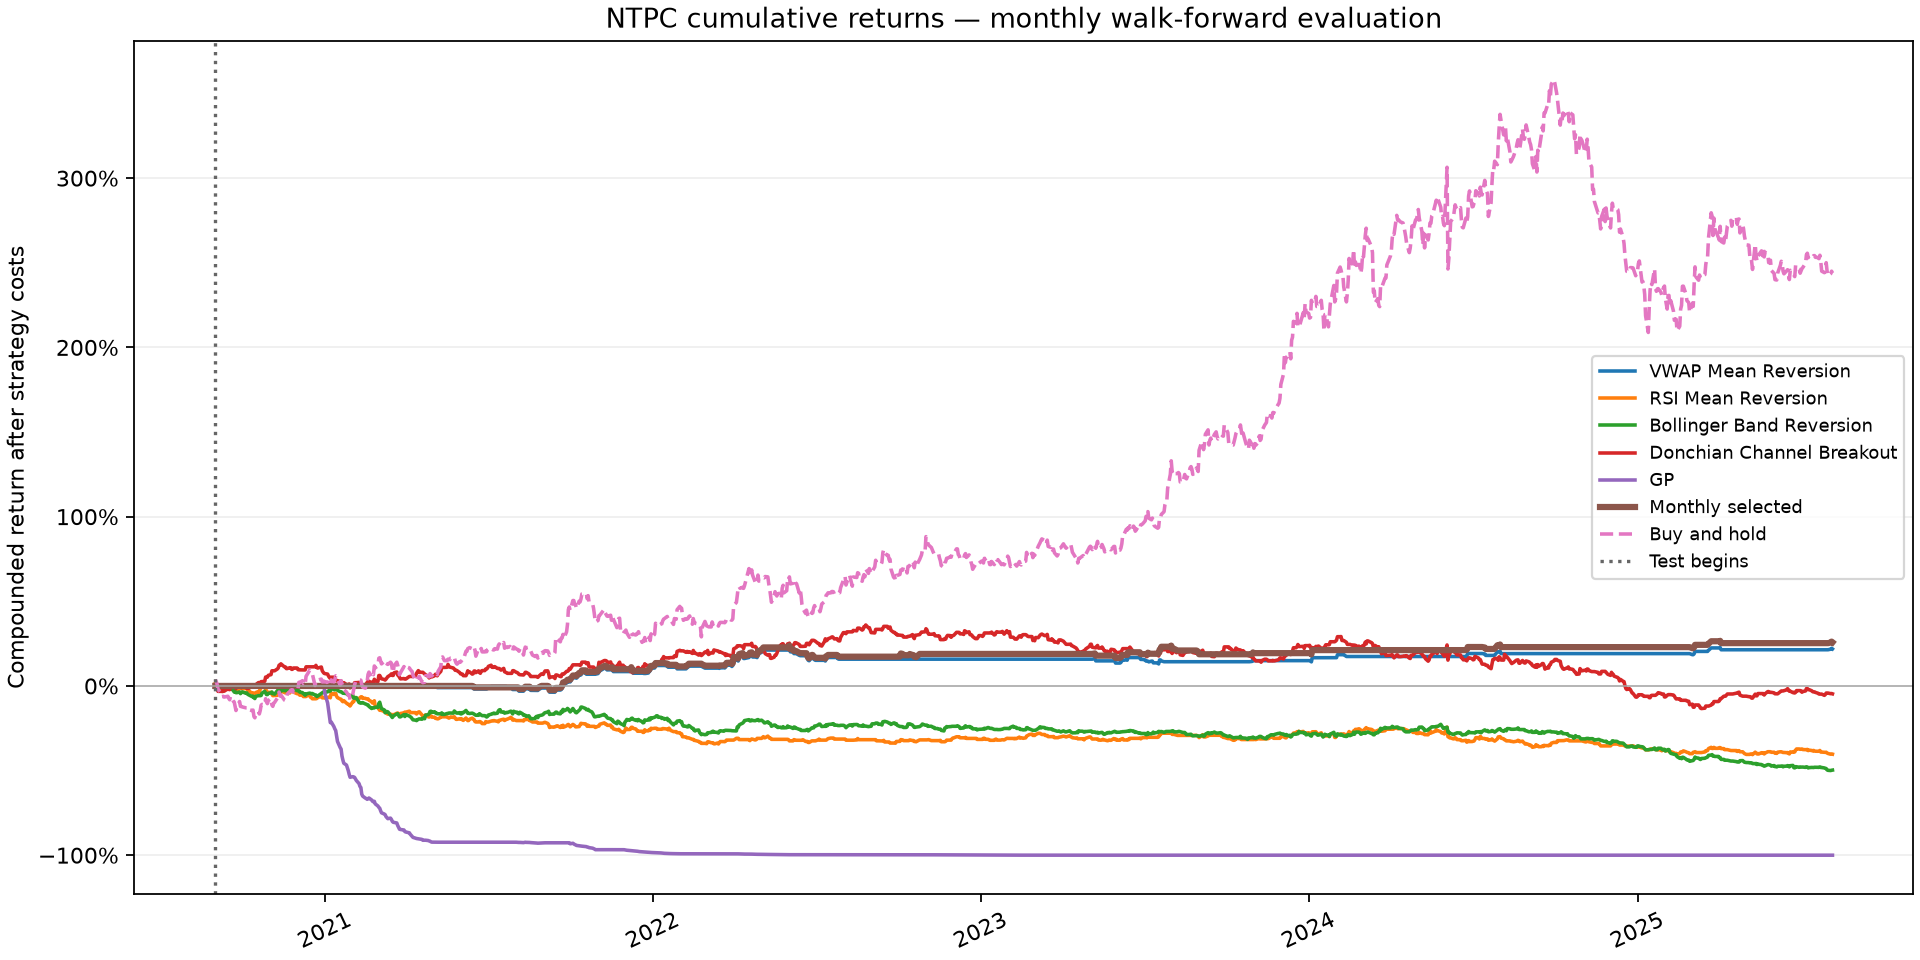 NTPC cumulative returns — monthly walk-forward evaluation
Compounded return after strategy costs
300%
200%
100%
0%
−100%
VWAP Mean Reversion
RSI Mean Reversion
Bollinger Band Reversion
Donchian Channel Breakout
GP
Monthly selected
Buy and hold
Test begins
2021
2022
2023
2024
2025